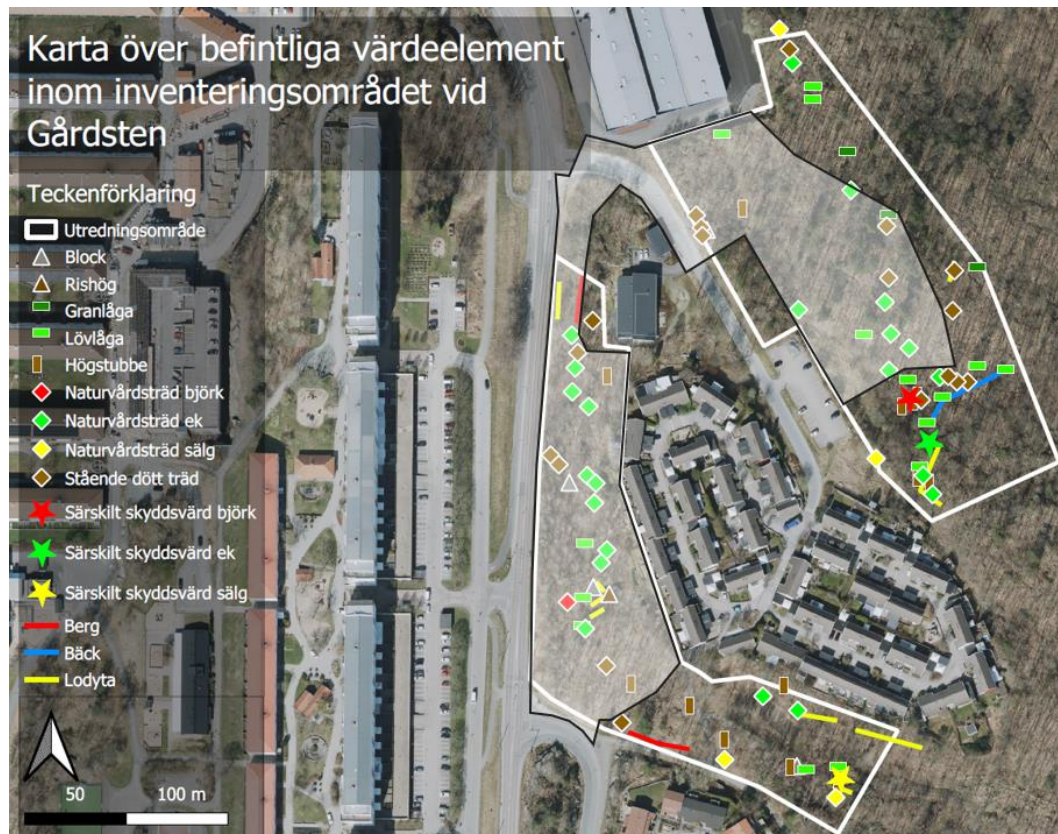 Karta över befintliga värdeelement
inom inventeringsområdet vid
Gårdsten
Teckenförklaring
Utredningsområde
Block
Rishög
Granlåga
Lövlåga
Högstubbe
Naturvårdsträd björk
Naturvårdsträd ek
Naturvårdsträd sälg
Stående dött träd
Särskilt skyddsvärd björk
Särskilt skyddsvärd ek
Särskilt skyddsvärd sälg
Berg
Bäck
Lodyta
50 100 m